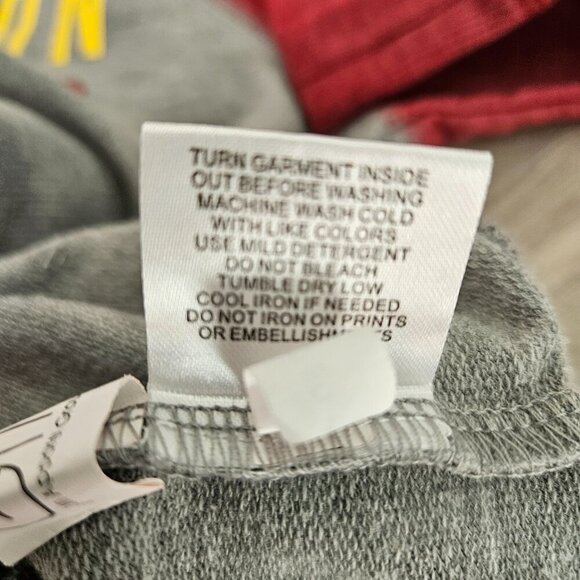 TURN GARMENT INSIDE
OUT BEFORE WASHING
MACHINE WASH COLD
WITH LIKE COLORS
USE MILD DETERGENT
DO NOT BLEACH
TUMBLE DRY LOW
COOL IRON IF NEEDED
DO NOT IRON ON PRINTS
OR